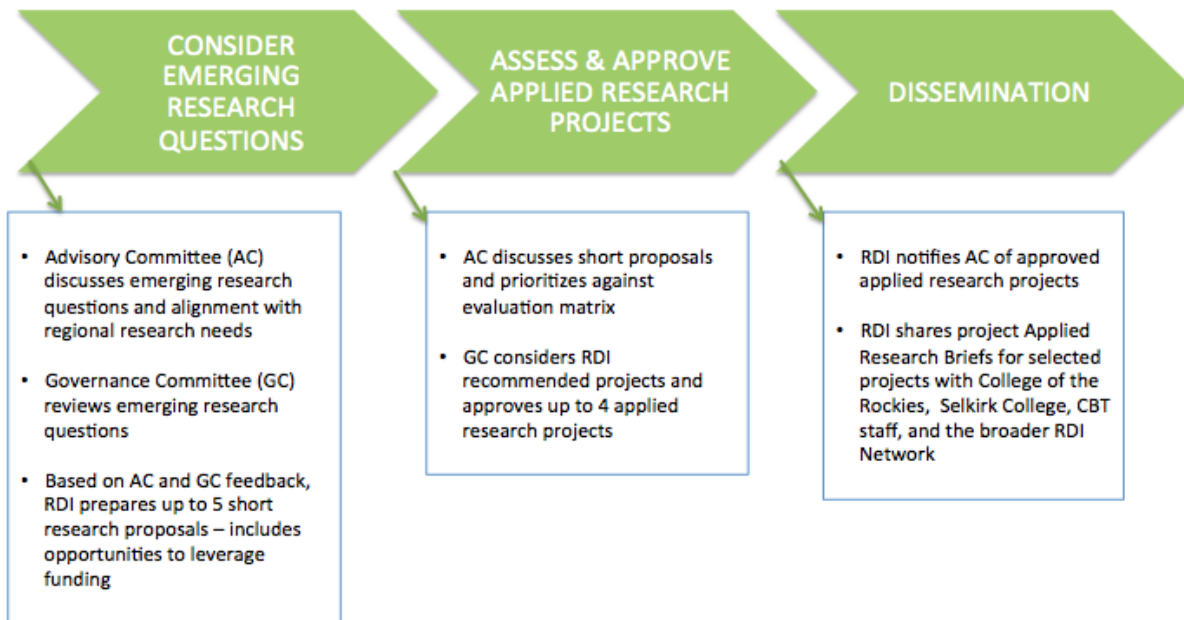 CONSIDER
EMERGING
RESEARCH
QUESTIONS
ASSESS & APPROVE
APPLIED RESEARCH
PROJECTS
DISSEMINATION
• Advisory Committee (AC)
discusses emerging research
questions and alignment with
regional research needs
• Governance Committee (GC)
reviews emerging research
questions
• Based on AC and GC feedback,
RDI prepares up to 5 short
research proposals – includes
opportunities to leverage
funding
• AC discusses short proposals
and prioritizes against
evaluation matrix
• GC considers RDI
recommended projects and
approves up to 4 applied
research projects
• RDI notifies AC of approved
applied research projects
• RDI shares project Applied
Research Briefs for selected
projects with College of the
Rockies, Selkirk College, CBT
staff, and the broader RDI
Network